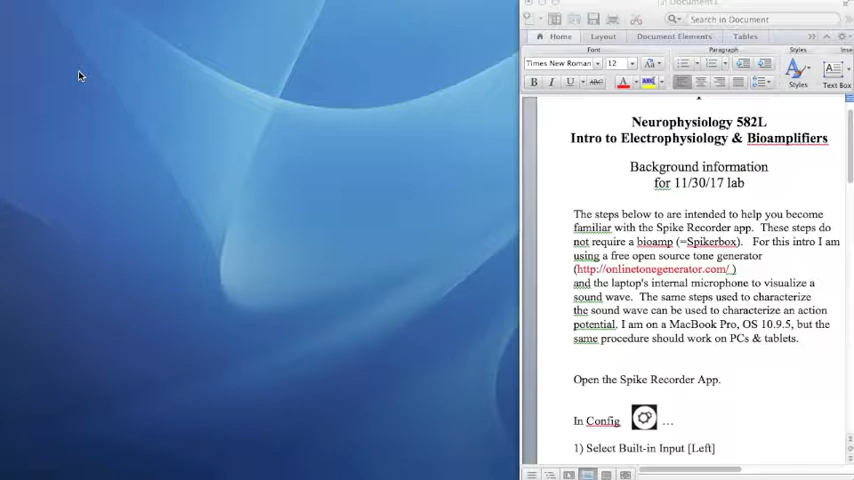 Document1
Search in Document
Home Layout Document Elements Tables
Font Paragraph Styles Insert
Times New Roman 12 Aa
B I U ABC A ABC A Styles A Text Box
Neurophysiology 582L
Intro to Electrophysiology & Bioamplifiers
Background information
for 11/30/17 lab
The steps below to are intended to help you become
familiar with the Spike Recorder app. These steps do
not require a bioamp (=Spikerbox). For this intro I am
using a free open source tone generator
(http://onlinetonegenerator.com/ )
and the laptop's internal microphone to visualize a
sound wave. The same steps used to characterize
the sound wave can be used to characterize an action
potential. I am on a MacBook Pro, OS 10.9.5, but the
same procedure should work on PCs & tablets.
Open the Spike Recorder App.
In Config ...
1) Select Built-in Input [Left]